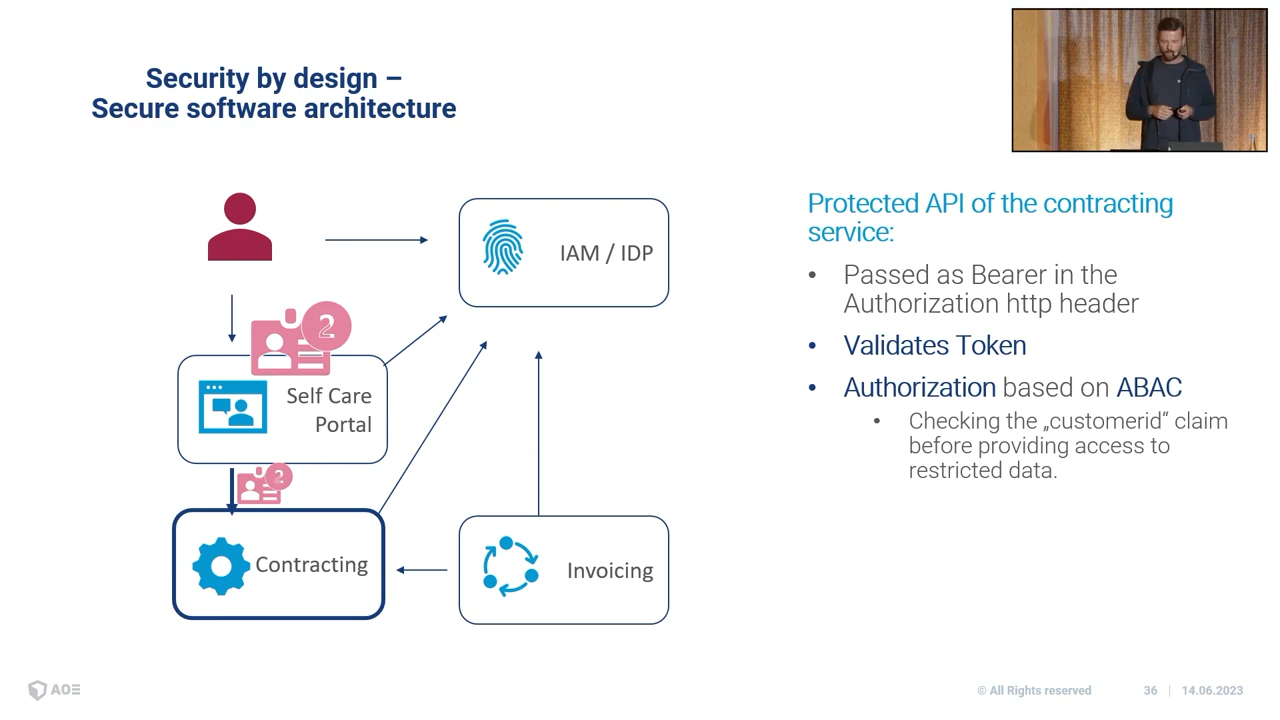 Security by design –
Secure software architecture
IAM / IDP
2
Self Care
Portal
2
Contracting
Invoicing
Protected API of the contracting
service:
• Passed as Bearer in the
Authorization http header
• Validates Token
• Authorization based on ABAC
• Checking the „customerid“ claim
before providing access to
restricted data.
AOE
© All Rights reserved 36 | 14.06.2023